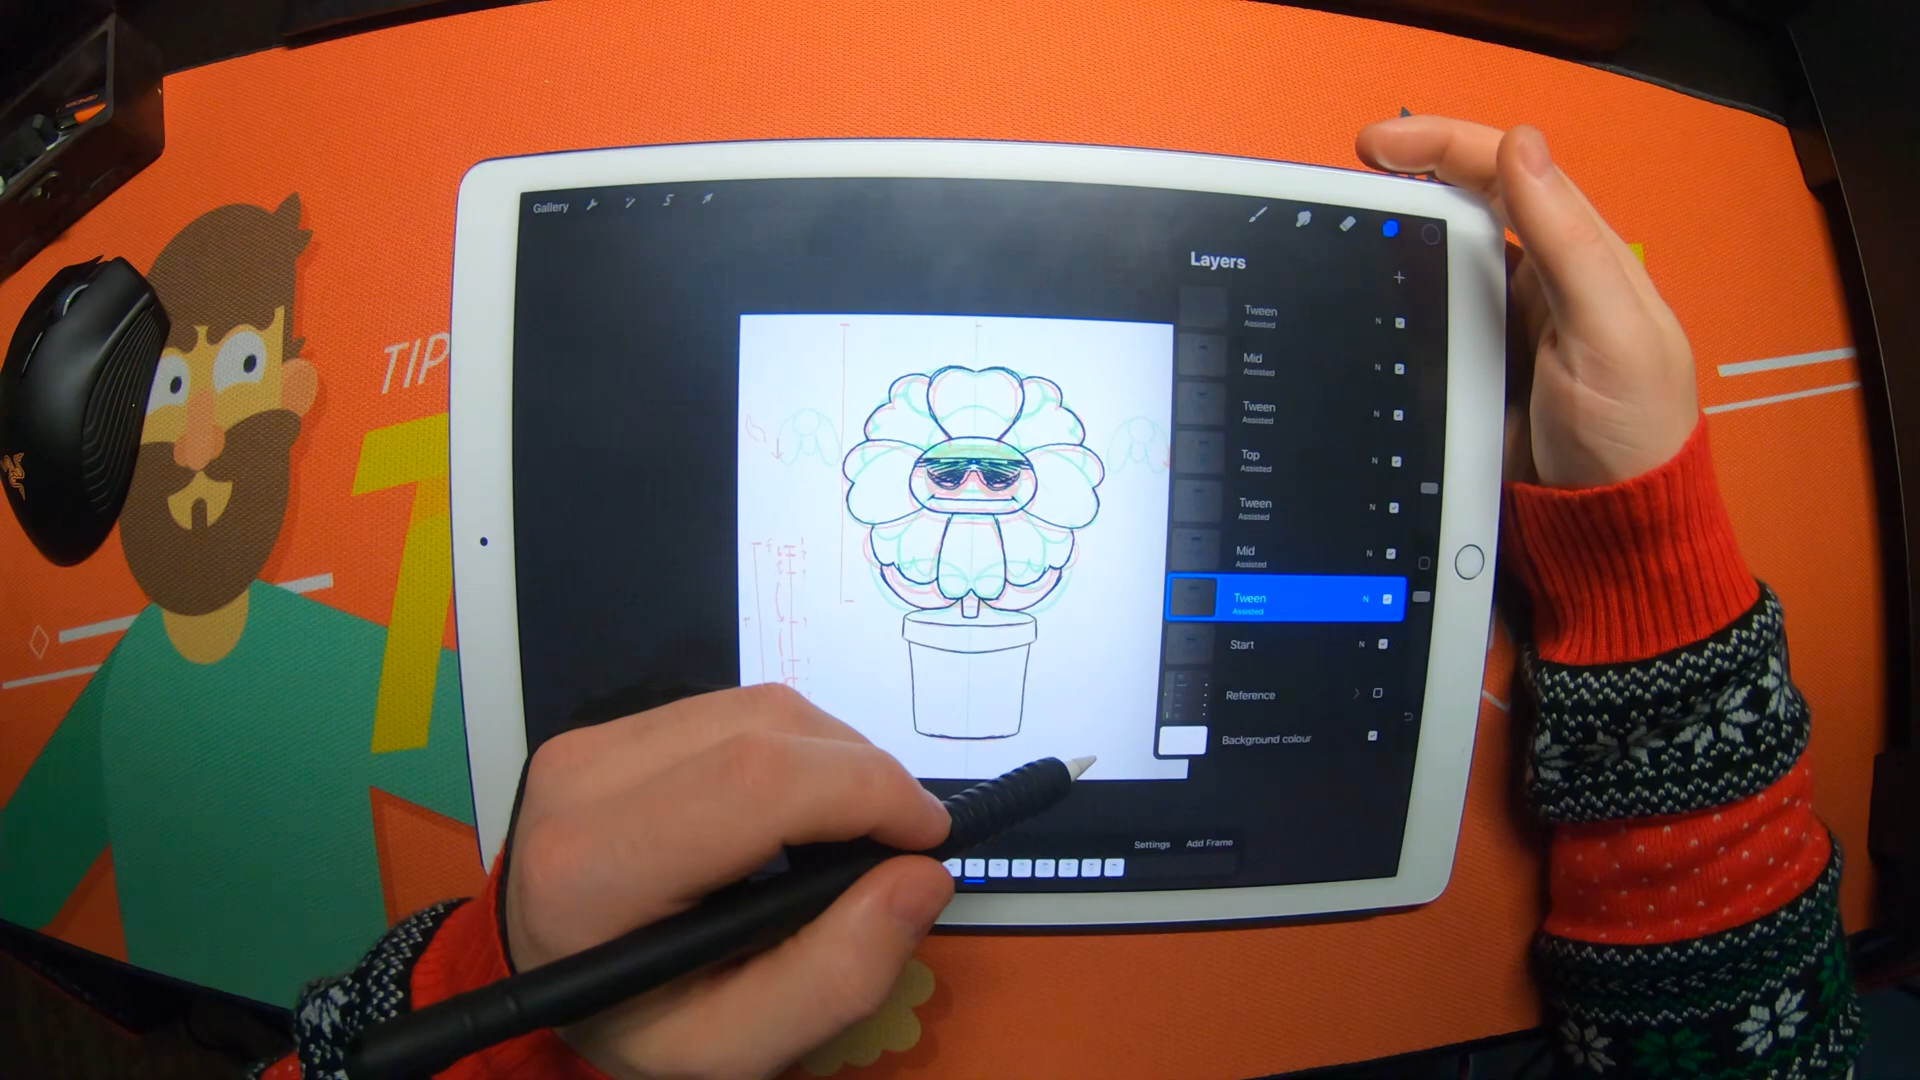 TIP
T
Gallery
Layers
Tween
Assisted
N
Mid
Assisted
N
Tween
Assisted
N
Top
Assisted
N
Tween
Assisted
N
Mid
Assisted
N
Tween
Assisted
N
Start
N
Reference
Background colour
Settings
Add Frame